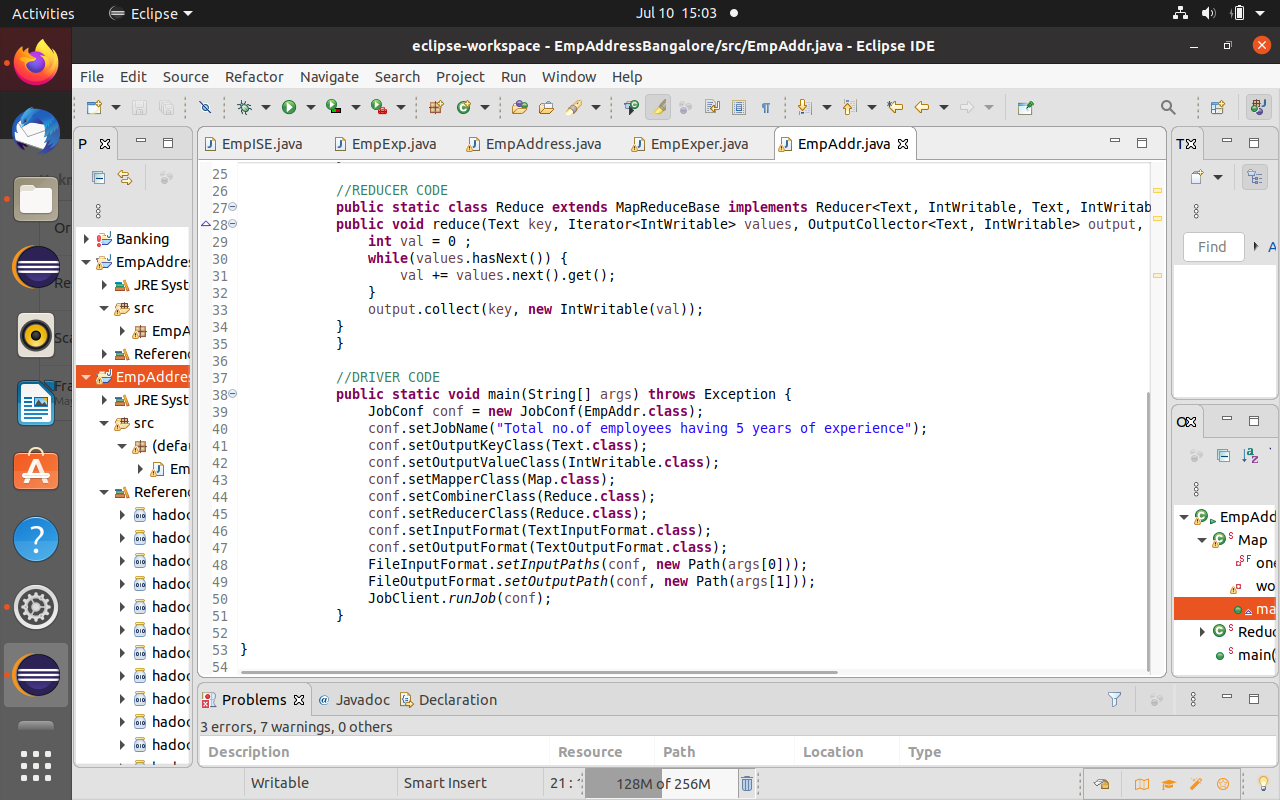 Activities
Eclipse
Jul 10 15:03
eclipse-workspace - EmpAddressBangalore/src/EmpAddr.java - Eclipse IDE
File Edit Source Refactor Navigate Search Project Run Window Help
P
EmpISE.java
EmpExp.java
EmpAddress.java
EmpExper.java
EmpAddr.java
Banking
EmpAddre
JRE Syst
src
EmpA
Referen
EmpAddre
JRE Syst
src
(defau
Em
Referen
hadoo
hadoo
hadoo
hadoo
hadoo
hadoo
hadoo
hadoo
hadoo
hadoo
hadoo
25
26 //REDUCER CODE
27 public static class Reduce extends MapReduceBase implements Reducer<Text, IntWritable, Text, IntWritab
28 public void reduce(Text key, Iterator<IntWritable> values, OutputCollector<Text, IntWritable> output,
29 int val = 0 ;
30 while(values.hasNext()) {
31 val += values.next().get();
32 }
33 output.collect(key, new IntWritable(val));
34 }
35 }
36
37 //DRIVER CODE
38 public static void main(String[] args) throws Exception {
39 JobConf conf = new JobConf(EmpAddr.class);
40 conf.setJobName("Total no.of employees having 5 years of experience");
41 conf.setOutputKeyClass(Text.class);
42 conf.setOutputValueClass(IntWritable.class);
43 conf.setMapperClass(Map.class);
44 conf.setCombinerClass(Reduce.class);
45 conf.setReducerClass(Reduce.class);
46 conf.setInputFormat(TextInputFormat.class);
47 conf.setOutputFormat(TextOutputFormat.class);
48 FileInputFormat.setInputPaths(conf, new Path(args[0]));
49 FileOutputFormat.setOutputPath(conf, new Path(args[1]));
50 JobClient.runJob(conf);
51 }
52
53 }
54
T
Find
A
O
EmpAdd
Map
one
wo
ma
Reduc
main(
Problems
@ Javadoc
Declaration
3 errors, 7 warnings, 0 others
Description Resource Path Location Type
Writable
Smart Insert
21 :
128M of 256M